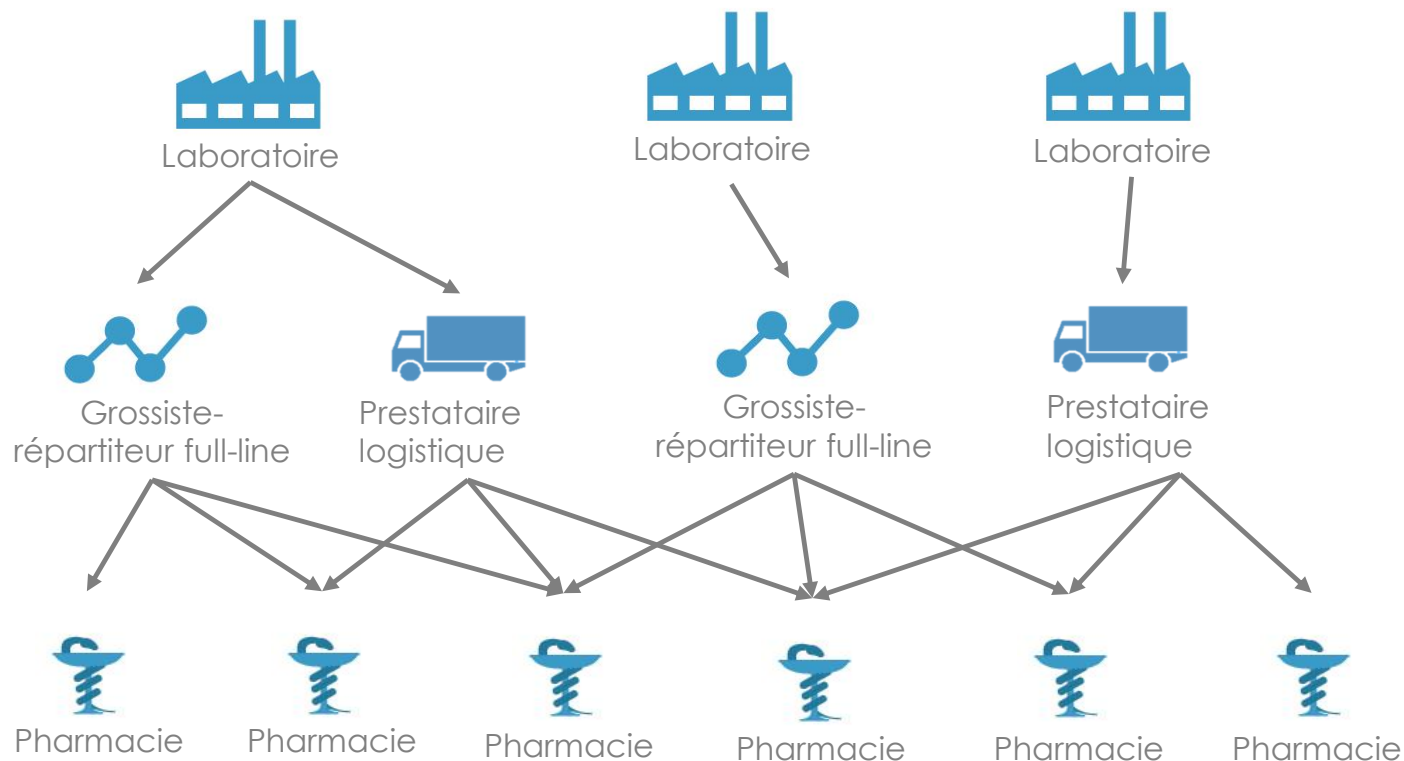 Laboratoire
Laboratoire
Laboratoire
Grossiste-
répartiteur full-line
Prestataire
logistique
Grossiste-
répartiteur full-line
Prestataire
logistique
Pharmacie
Pharmacie
Pharmacie
Pharmacie
Pharmacie
Pharmacie